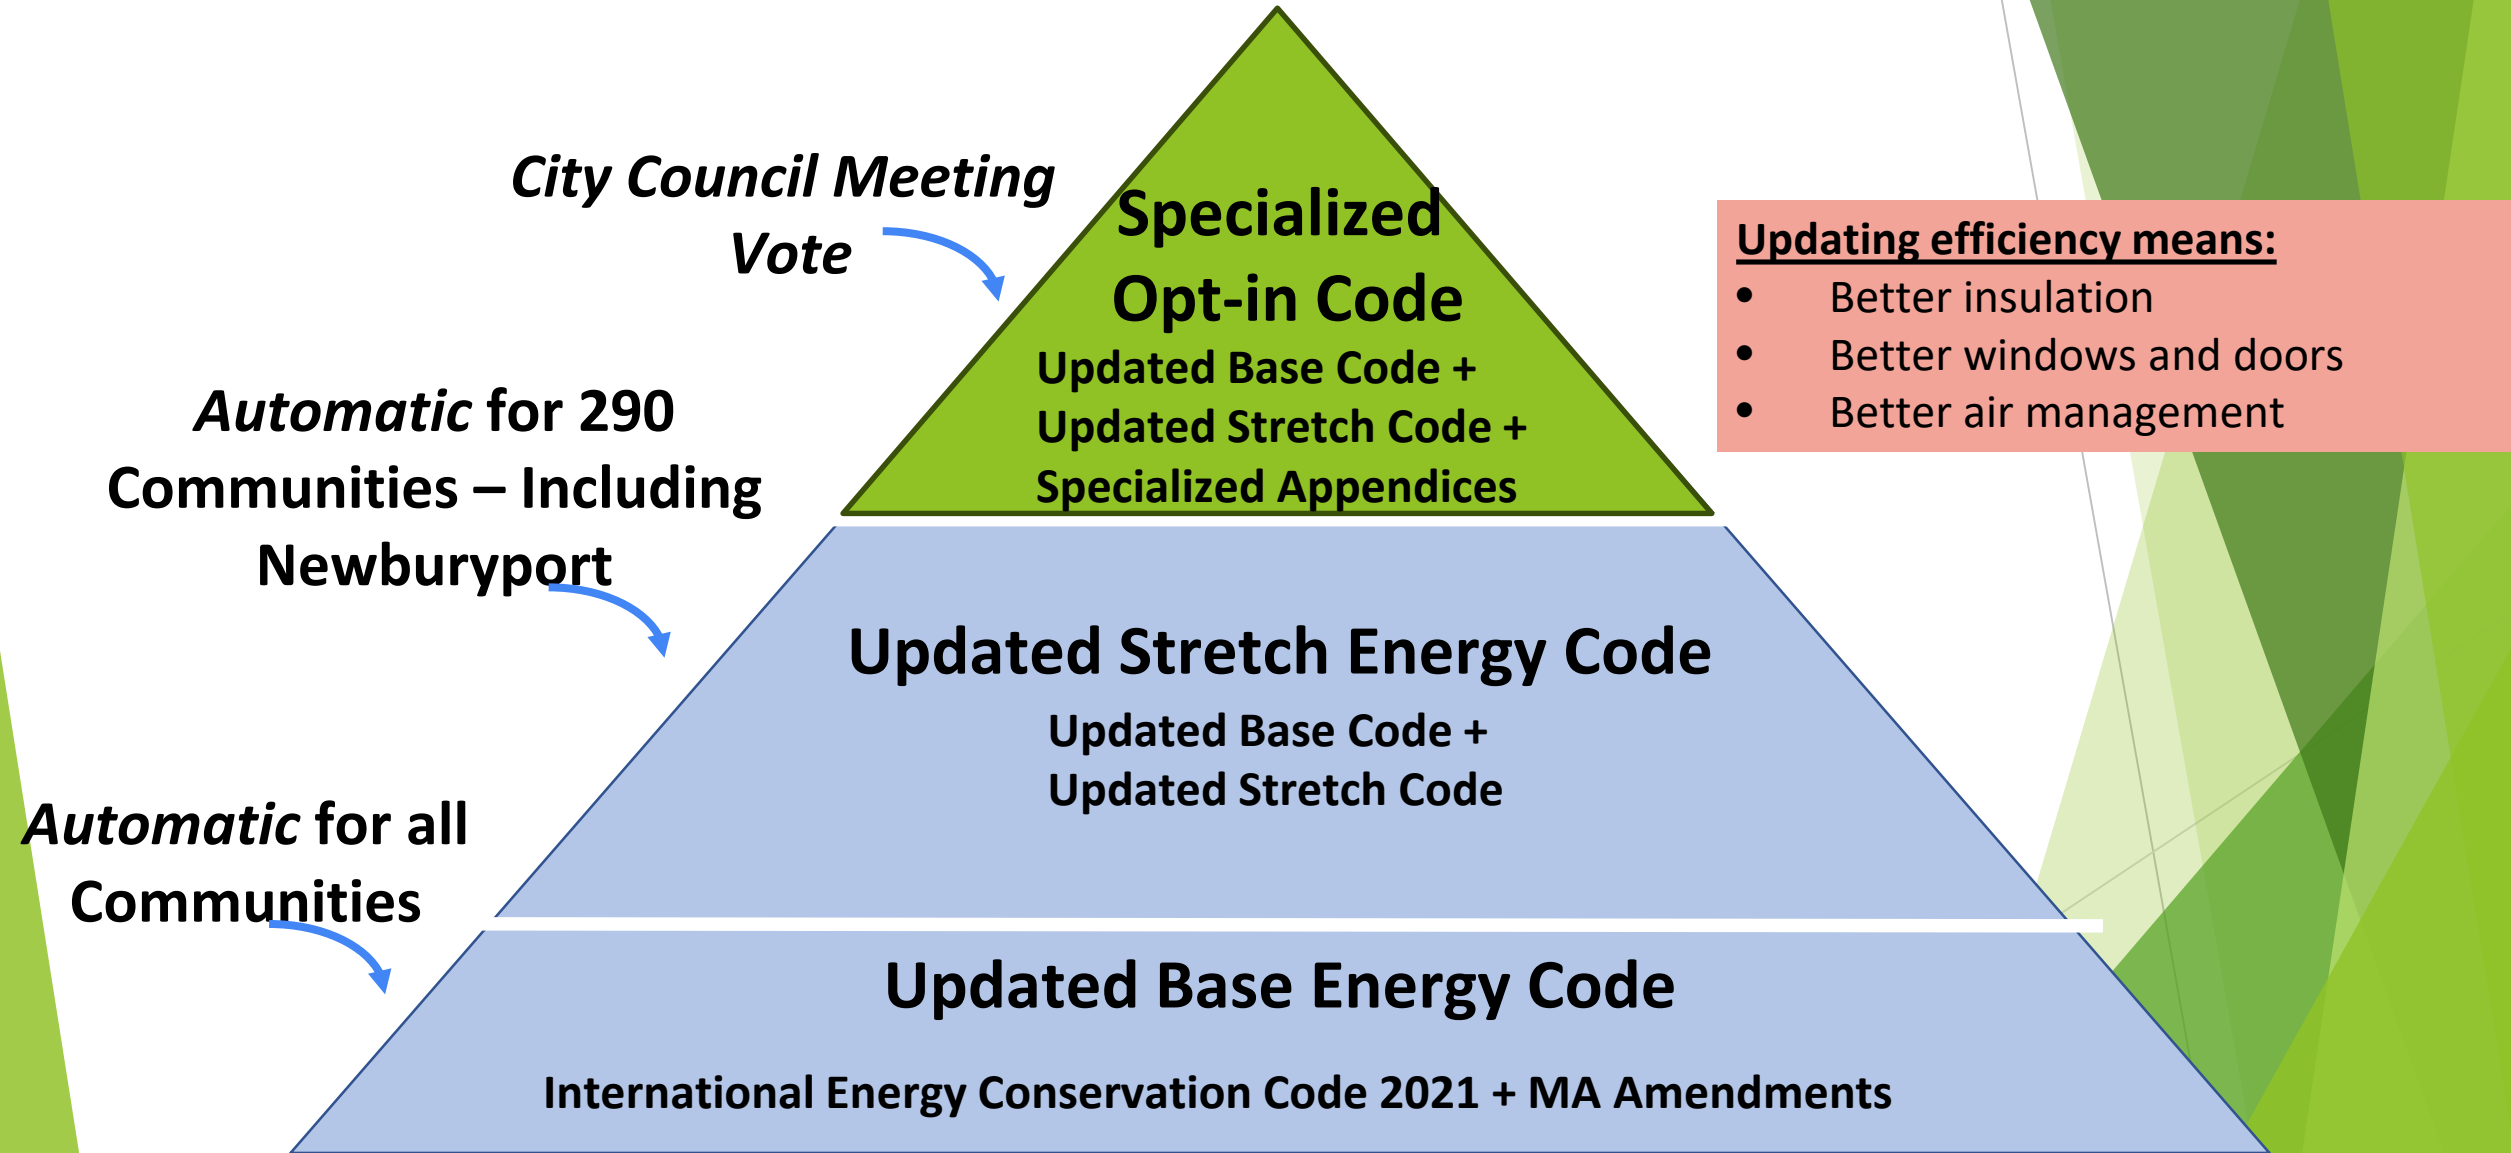 City Council Meeting
Vote
Specialized
Opt-in Code
Updated Base Code +
Updated Stretch Code +
Specialized Appendices
Updating efficiency means:
• Better insulation
• Better windows and doors
• Better air management
Automatic for 290
Communities – Including
Newburyport
Updated Stretch Energy Code
Updated Base Code +
Updated Stretch Code
Automatic for all
Communities
Updated Base Energy Code
International Energy Conservation Code 2021 + MA Amendments